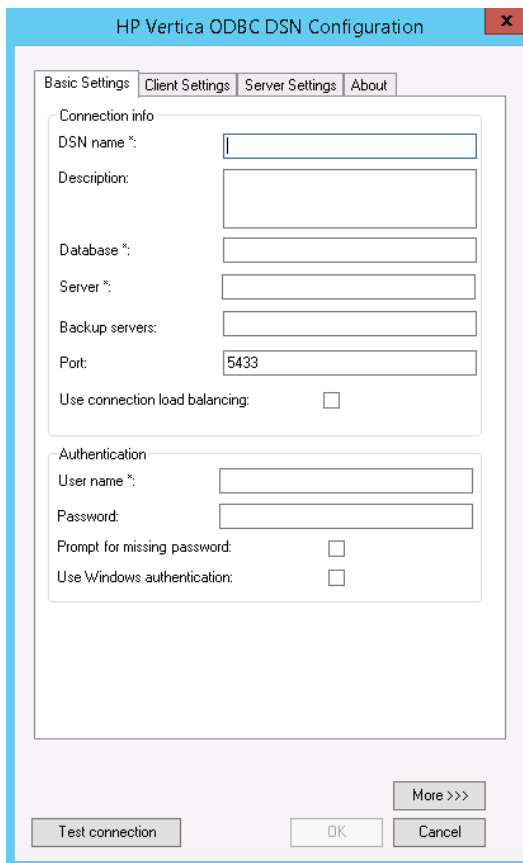 HP Vertica ODBC DSN Configuration
x
Basic Settings Client Settings Server Settings About
Connection info
DSN name *:
Description:
Database *:
Server *:
Backup servers:
Port: 5433
Use connection load balancing:
Authentication
User name *:
Password:
Prompt for missing password:
Use Windows authentication:
More >>>
Test connection OK Cancel